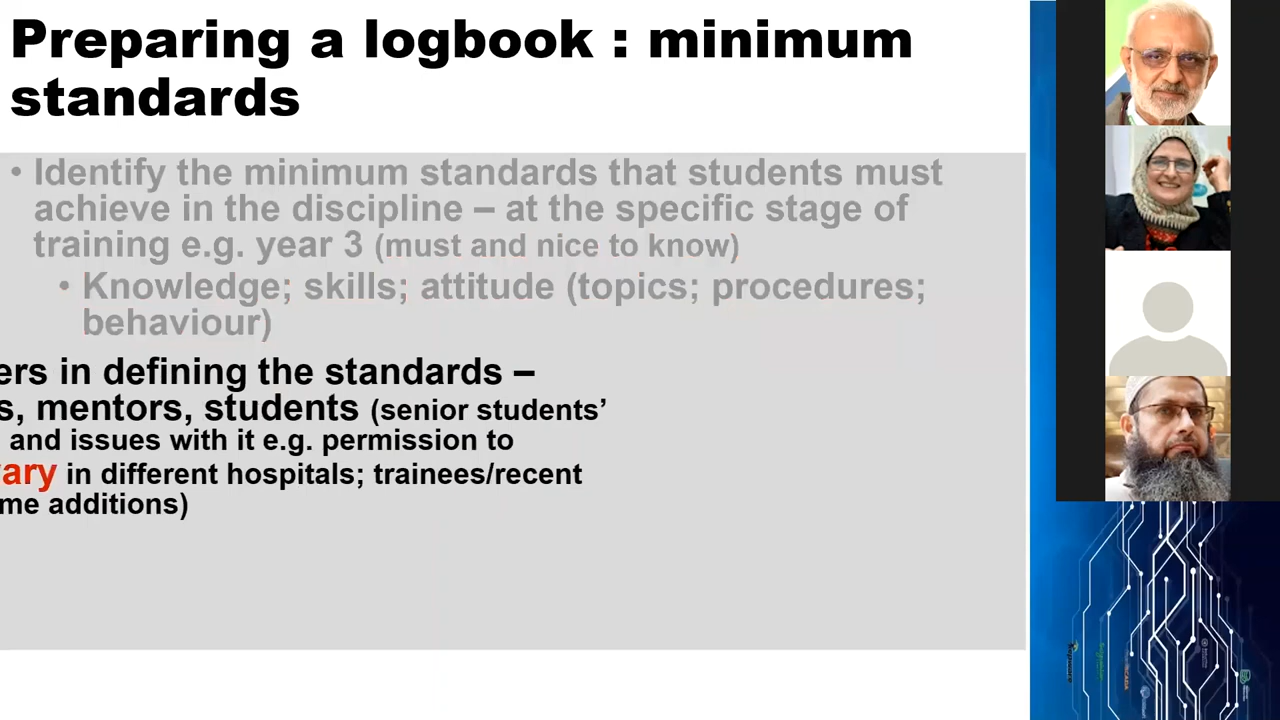 Preparing a logbook : minimum
standards
• Identify the minimum standards that students must
achieve in the discipline – at the specific stage of
training e.g. year 3 (must and nice to know)
• Knowledge; skills; attitude (topics; procedures;
behaviour)
ers in defining the standards –
s, mentors, students (senior students’
and issues with it e.g. permission to
ary in different hospitals; trainees/recent
me additions)